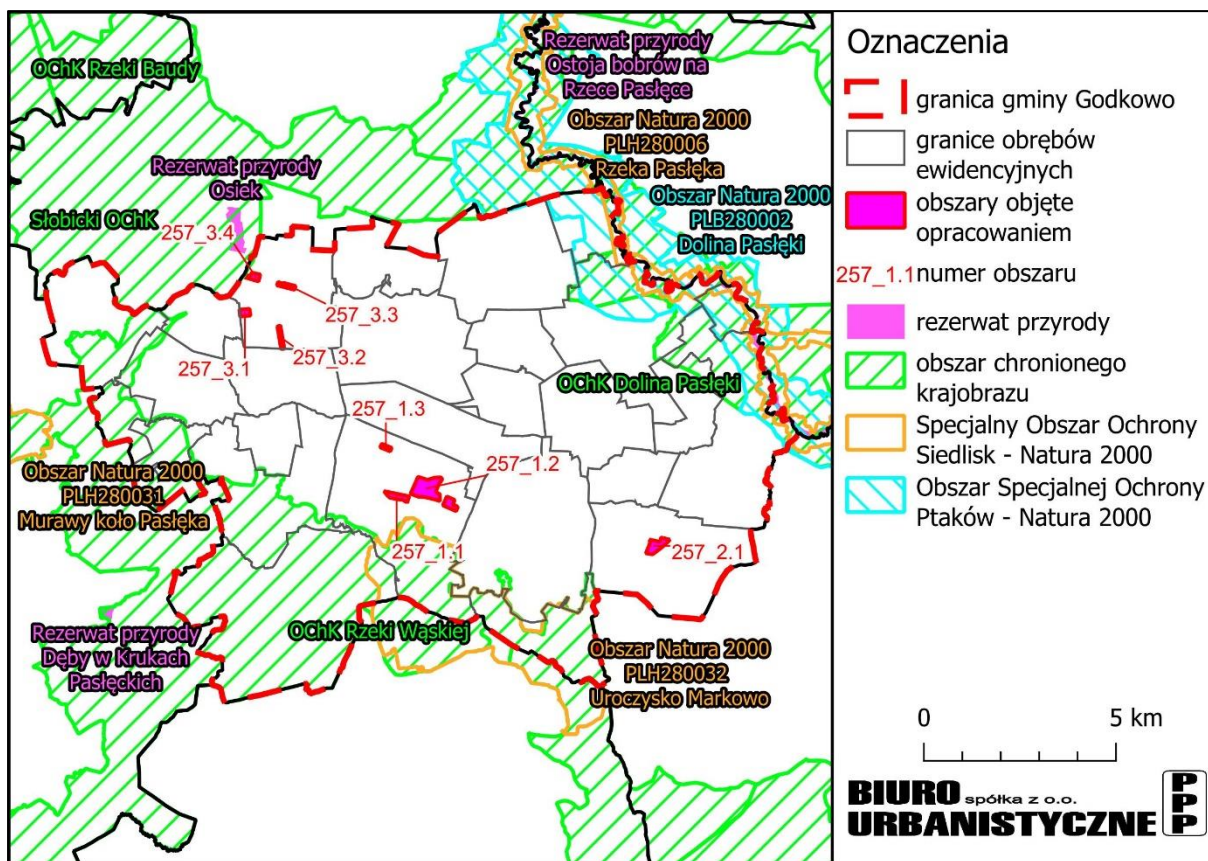 OChK Rzeki Baudy
Rezerwat przyrody
Ostoja bobrów na
Rzece Pasłęce
Obszar Natura 2000
PLH280006
Rzeka Pasłęka
Rezerwat przyrody
Osiek
Obszar Natura 2000
PLB280002
Dolina Pasłęki
Słobicki OChK
257_3.4
257_3.3
257_3.1
257_3.2
OChK Dolina Pasłęki
257_1.3
257_1.2
Obszar Natura 2000
PLH280031
Murawy koło Pasłęka
257_1.1
257_2.1
Rezerwat przyrody
Dęby w Krukach
Pasłęckich
OChK Rzeki Wąskiej
Obszar Natura 2000
PLH280032
Uroczysko Markowo
Oznaczenia
granica gminy Godkowo
granice obrębów
ewidencyjnych
obszary objęte
opracowaniem
257_1.1 numer obszaru
rezerwat przyrody
obszar chronionego
krajobrazu
Specjalny Obszar Ochrony
Siedlisk - Natura 2000
Obszar Specjalnej Ochrony
Ptaków - Natura 2000
0 5 km
BIURO spółka z o.o.
URBANISTYCZNE
P
P
P